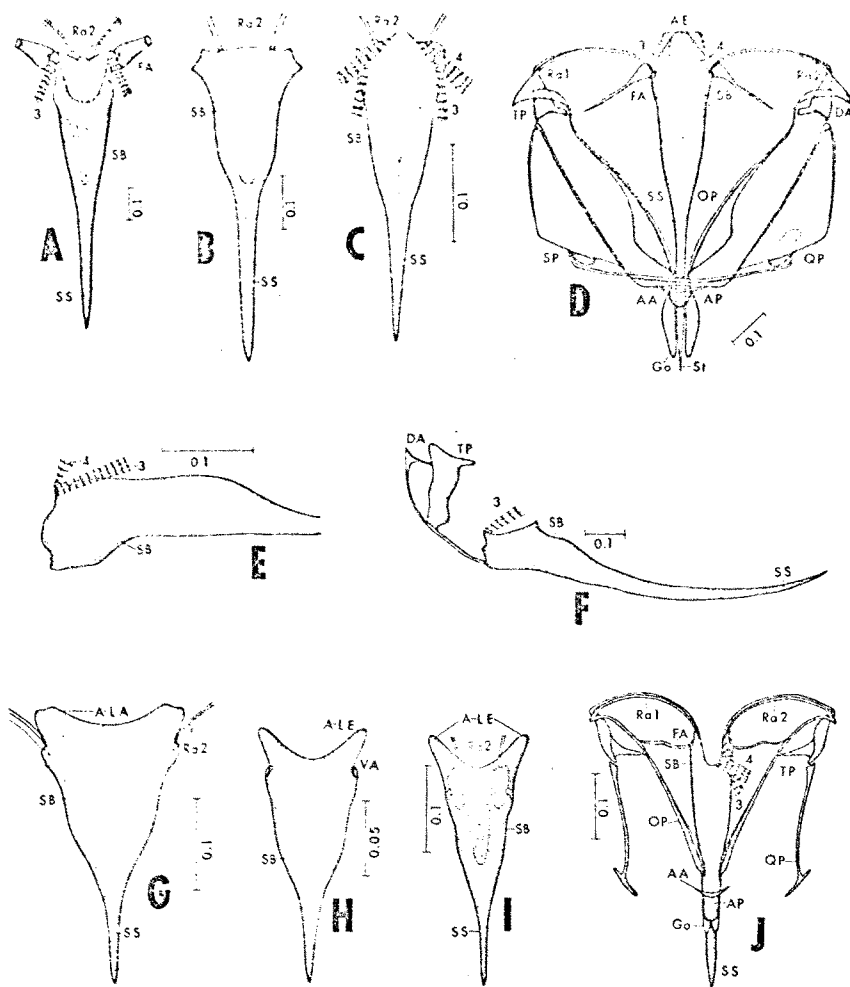 Ra2
FA
3
SB
0.1
SS
A
Ra2
SB
0.1
SS
B
Ra2
4
3
SB
0.1
SS
C
AE
3
4
Ra1
Ra2
FA
SB
TP
DA
SS
OP
SP
QP
AA
AP
D
Go
St
0.1
4
3
0.1
SB
E
DA
TP
3
SB
0.1
SS
F
A-LA
Ra2
SB
0.1
SS
G
A-LE
VA
SB
0.05
H
A-LE
Ra2
0.1
SB
SS
I
Ra1
Ra2
FA
SB
4
TP
3
0.1
OP
QP
AA
AP
Go
SS
J